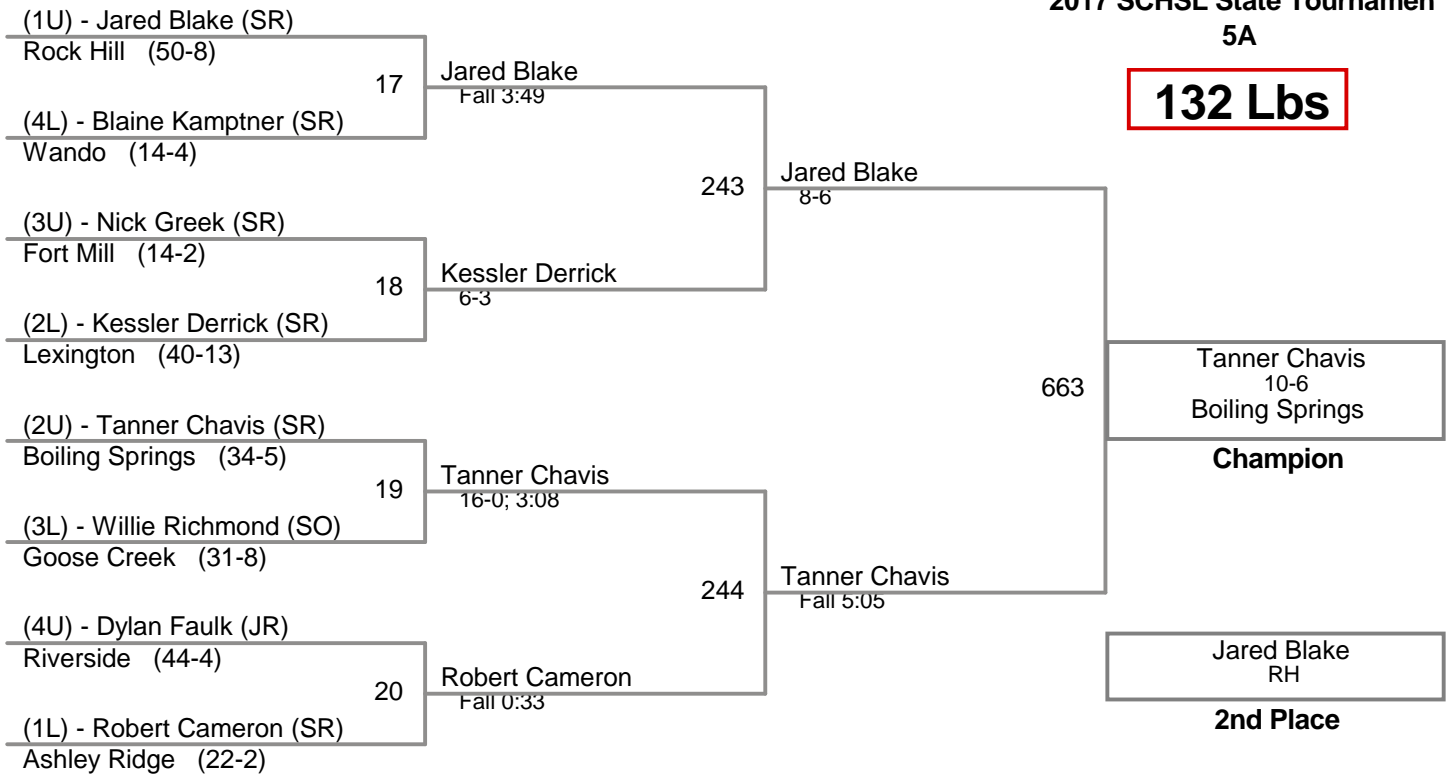 2017 SCHSL State Tournamen
5A
132 Lbs
(1U) - Jared Blake (SR)
Rock Hill (50-8)
17
Jared Blake
Fall 3:49
(4L) - Blaine Kamptner (SR)
Wando (14-4)
243
Jared Blake
8-6
(3U) - Nick Greek (SR)
Fort Mill (14-2)
18
Kessler Derrick
6-3
(2L) - Kessler Derrick (SR)
Lexington (40-13)
663
Tanner Chavis
10-6
Boiling Springs
Champion
(2U) - Tanner Chavis (SR)
Boiling Springs (34-5)
19
Tanner Chavis
16-0; 3:08
(3L) - Willie Richmond (SO)
Goose Creek (31-8)
244
Tanner Chavis
Fall 5:05
(4U) - Dylan Faulk (JR)
Riverside (44-4)
20
Robert Cameron
Fall 0:33
(1L) - Robert Cameron (SR)
Ashley Ridge (22-2)
Jared Blake
RH
2nd Place